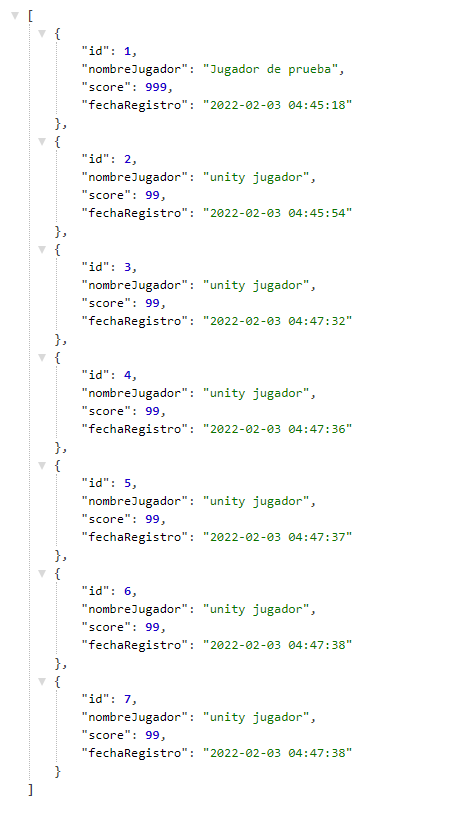 [
{
"id": 1,
"nombreJugador": "Jugador de prueba",
"score": 999,
"fechaRegistro": "2022-02-03 04:45:18"
},
{
"id": 2,
"nombreJugador": "unity jugador",
"score": 99,
"fechaRegistro": "2022-02-03 04:45:54"
},
{
"id": 3,
"nombreJugador": "unity jugador",
"score": 99,
"fechaRegistro": "2022-02-03 04:47:32"
},
{
"id": 4,
"nombreJugador": "unity jugador",
"score": 99,
"fechaRegistro": "2022-02-03 04:47:36"
},
{
"id": 5,
"nombreJugador": "unity jugador",
"score": 99,
"fechaRegistro": "2022-02-03 04:47:37"
},
{
"id": 6,
"nombreJugador": "unity jugador",
"score": 99,
"fechaRegistro": "2022-02-03 04:47:38"
},
{
"id": 7,
"nombreJugador": "unity jugador",
"score": 99,
"fechaRegistro": "2022-02-03 04:47:38"
}
]